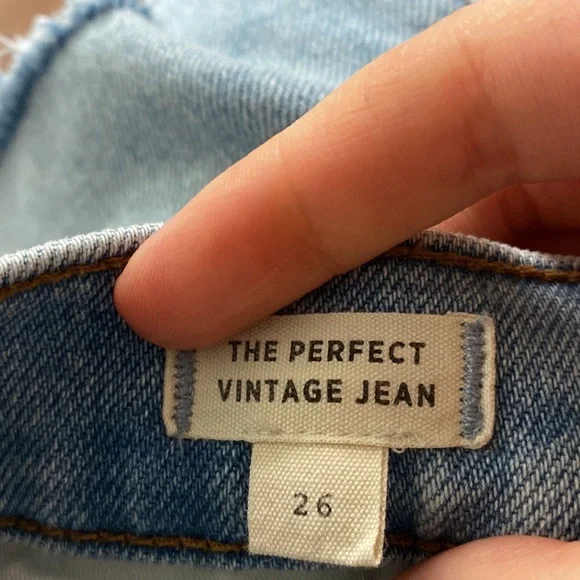 THE PERFECT
VINTAGE JEAN
26